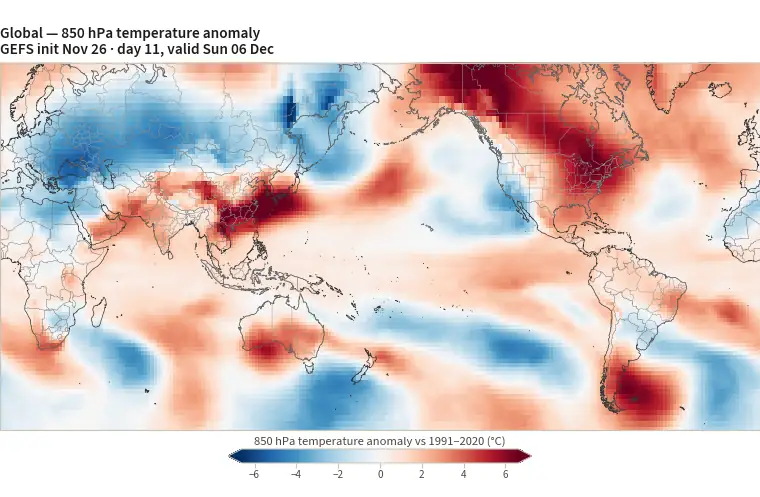 Global — 850 hPa temperature anomaly
GEFS init Nov 26 · day 11, valid Sun 06 Dec
850 hPa temperature anomaly vs 1991–2020 (°C)
−6 −4 −2 0 2 4 6